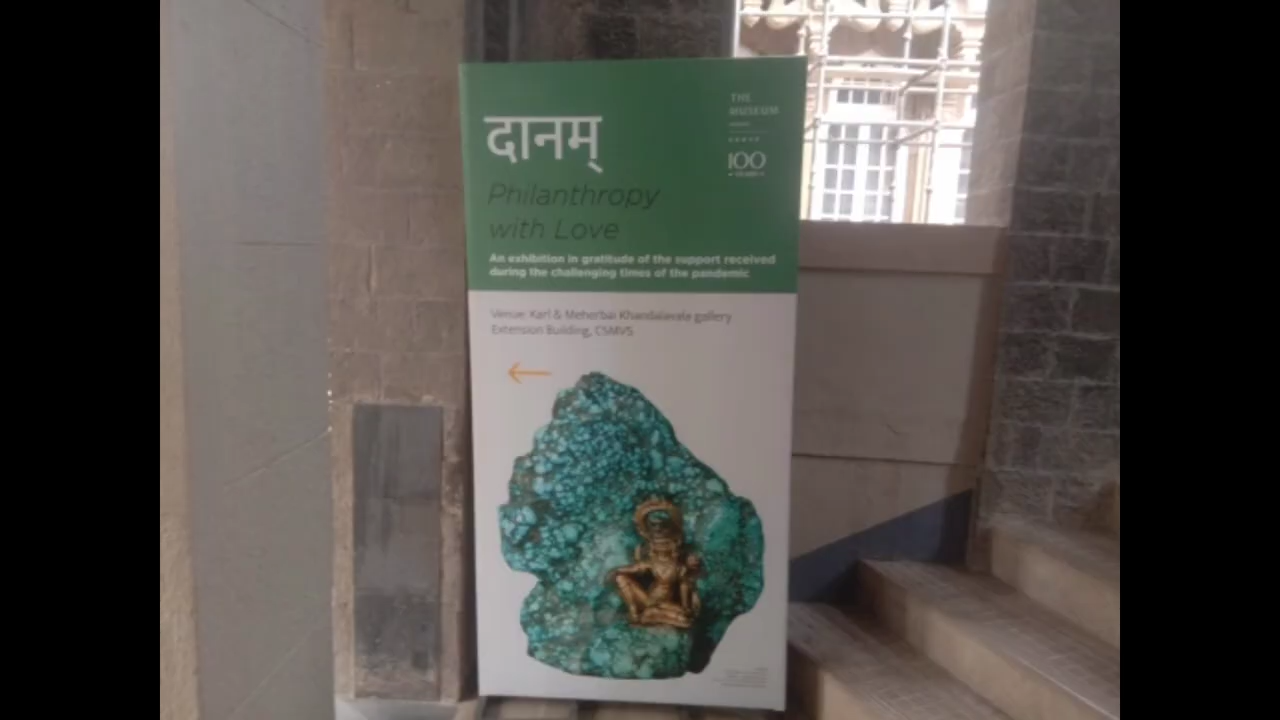 दानम्
Philanthropy
with Love
An exhibition in gratitude of the support received
during the challenging times of the pandemic
THE
MUSEUM
100
YEARS
Venue: Karl & Meherbai Khandalavala gallery
Extension Building, CSMVS